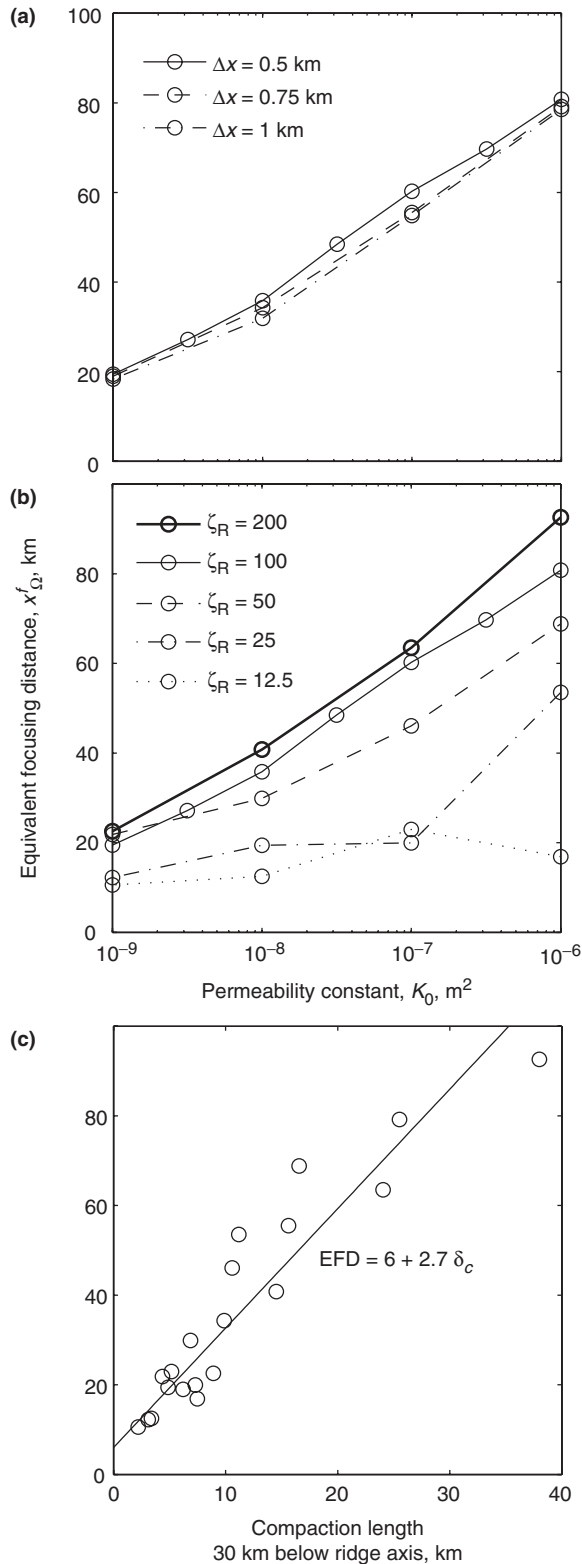 (a)
100
80
60
40
20
0
Δx = 0.5 km
Δx = 0.75 km
Δx = 1 km
(b)
80
60
40
20
0
ζR = 200
ζR = 100
ζR = 50
ζR = 25
ζR = 12.5
Equivalent focusing distance, x^f_Ω, km
10⁻⁹ 10⁻⁸ 10⁻⁷ 10⁻⁶
Permeability constant, K₀, m²
(c)
80
60
40
20
0
EFD = 6 + 2.7 δc
0 10 20 30 40
Compaction length
30 km below ridge axis, km